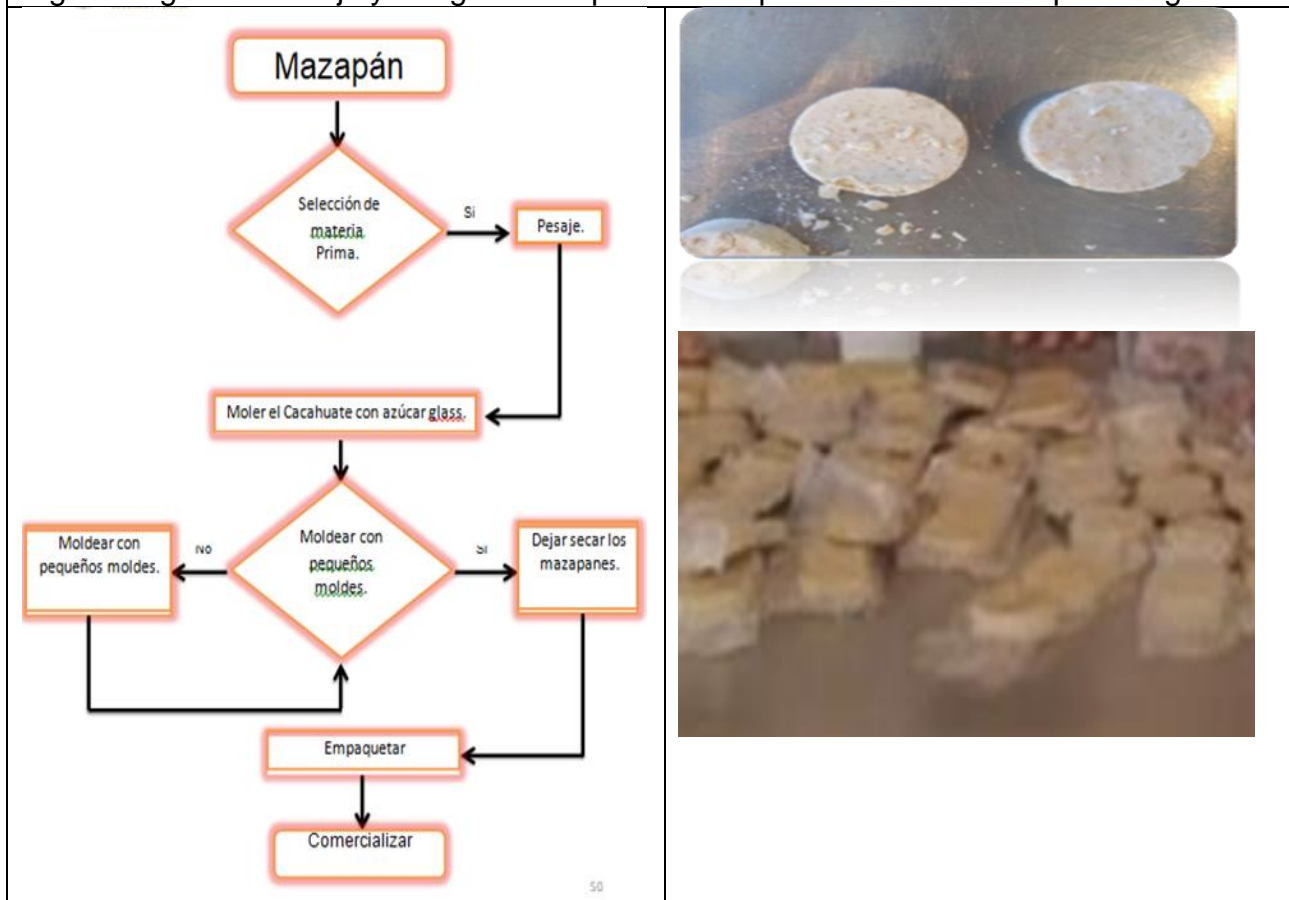 Mazapán
Selección de
materia
Prima.
Si
Pesaje.
Moler el Cacahuate con azúcar glass.
Moldear con
pequeños moldes.
No
Moldear con
pequeños
moldes.
Si
Dejar secar los
mazapanes.
Empaquetar
Comercializar
50